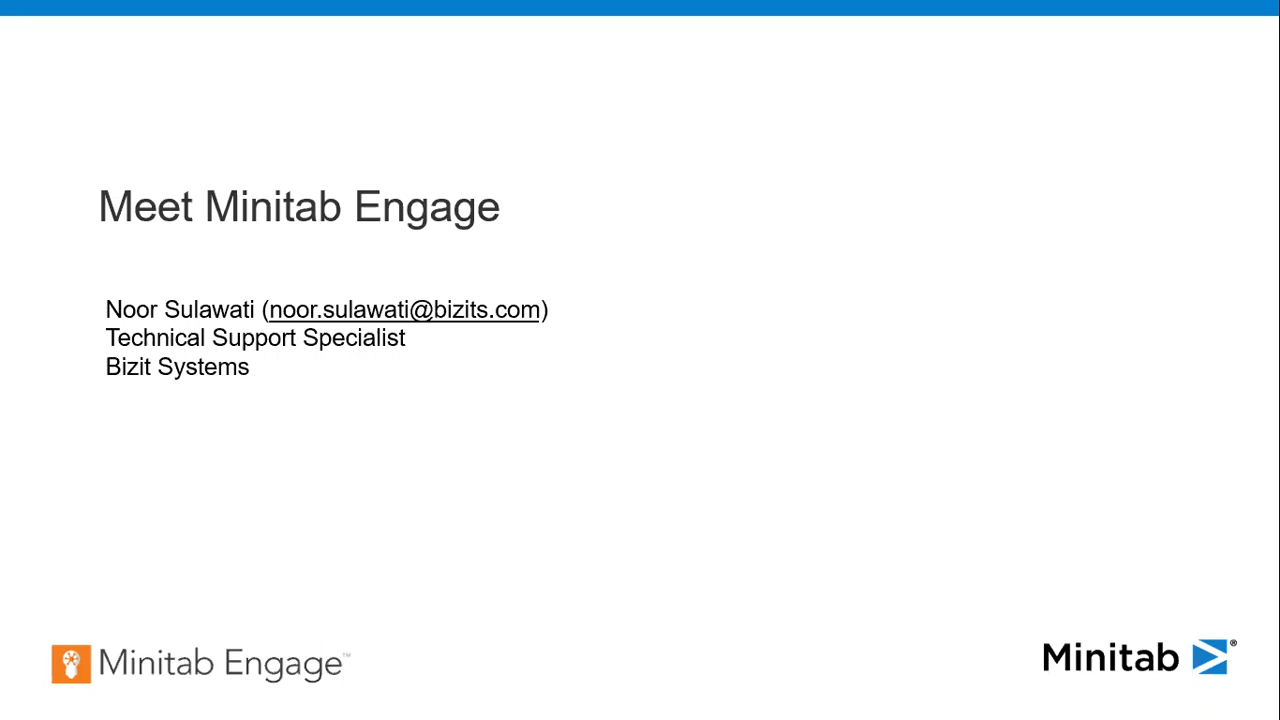 Meet Minitab Engage
Noor Sulawati (noor.sulawati@bizits.com)
Technical Support Specialist
Bizit Systems
Minitab Engage™
Minitab ®